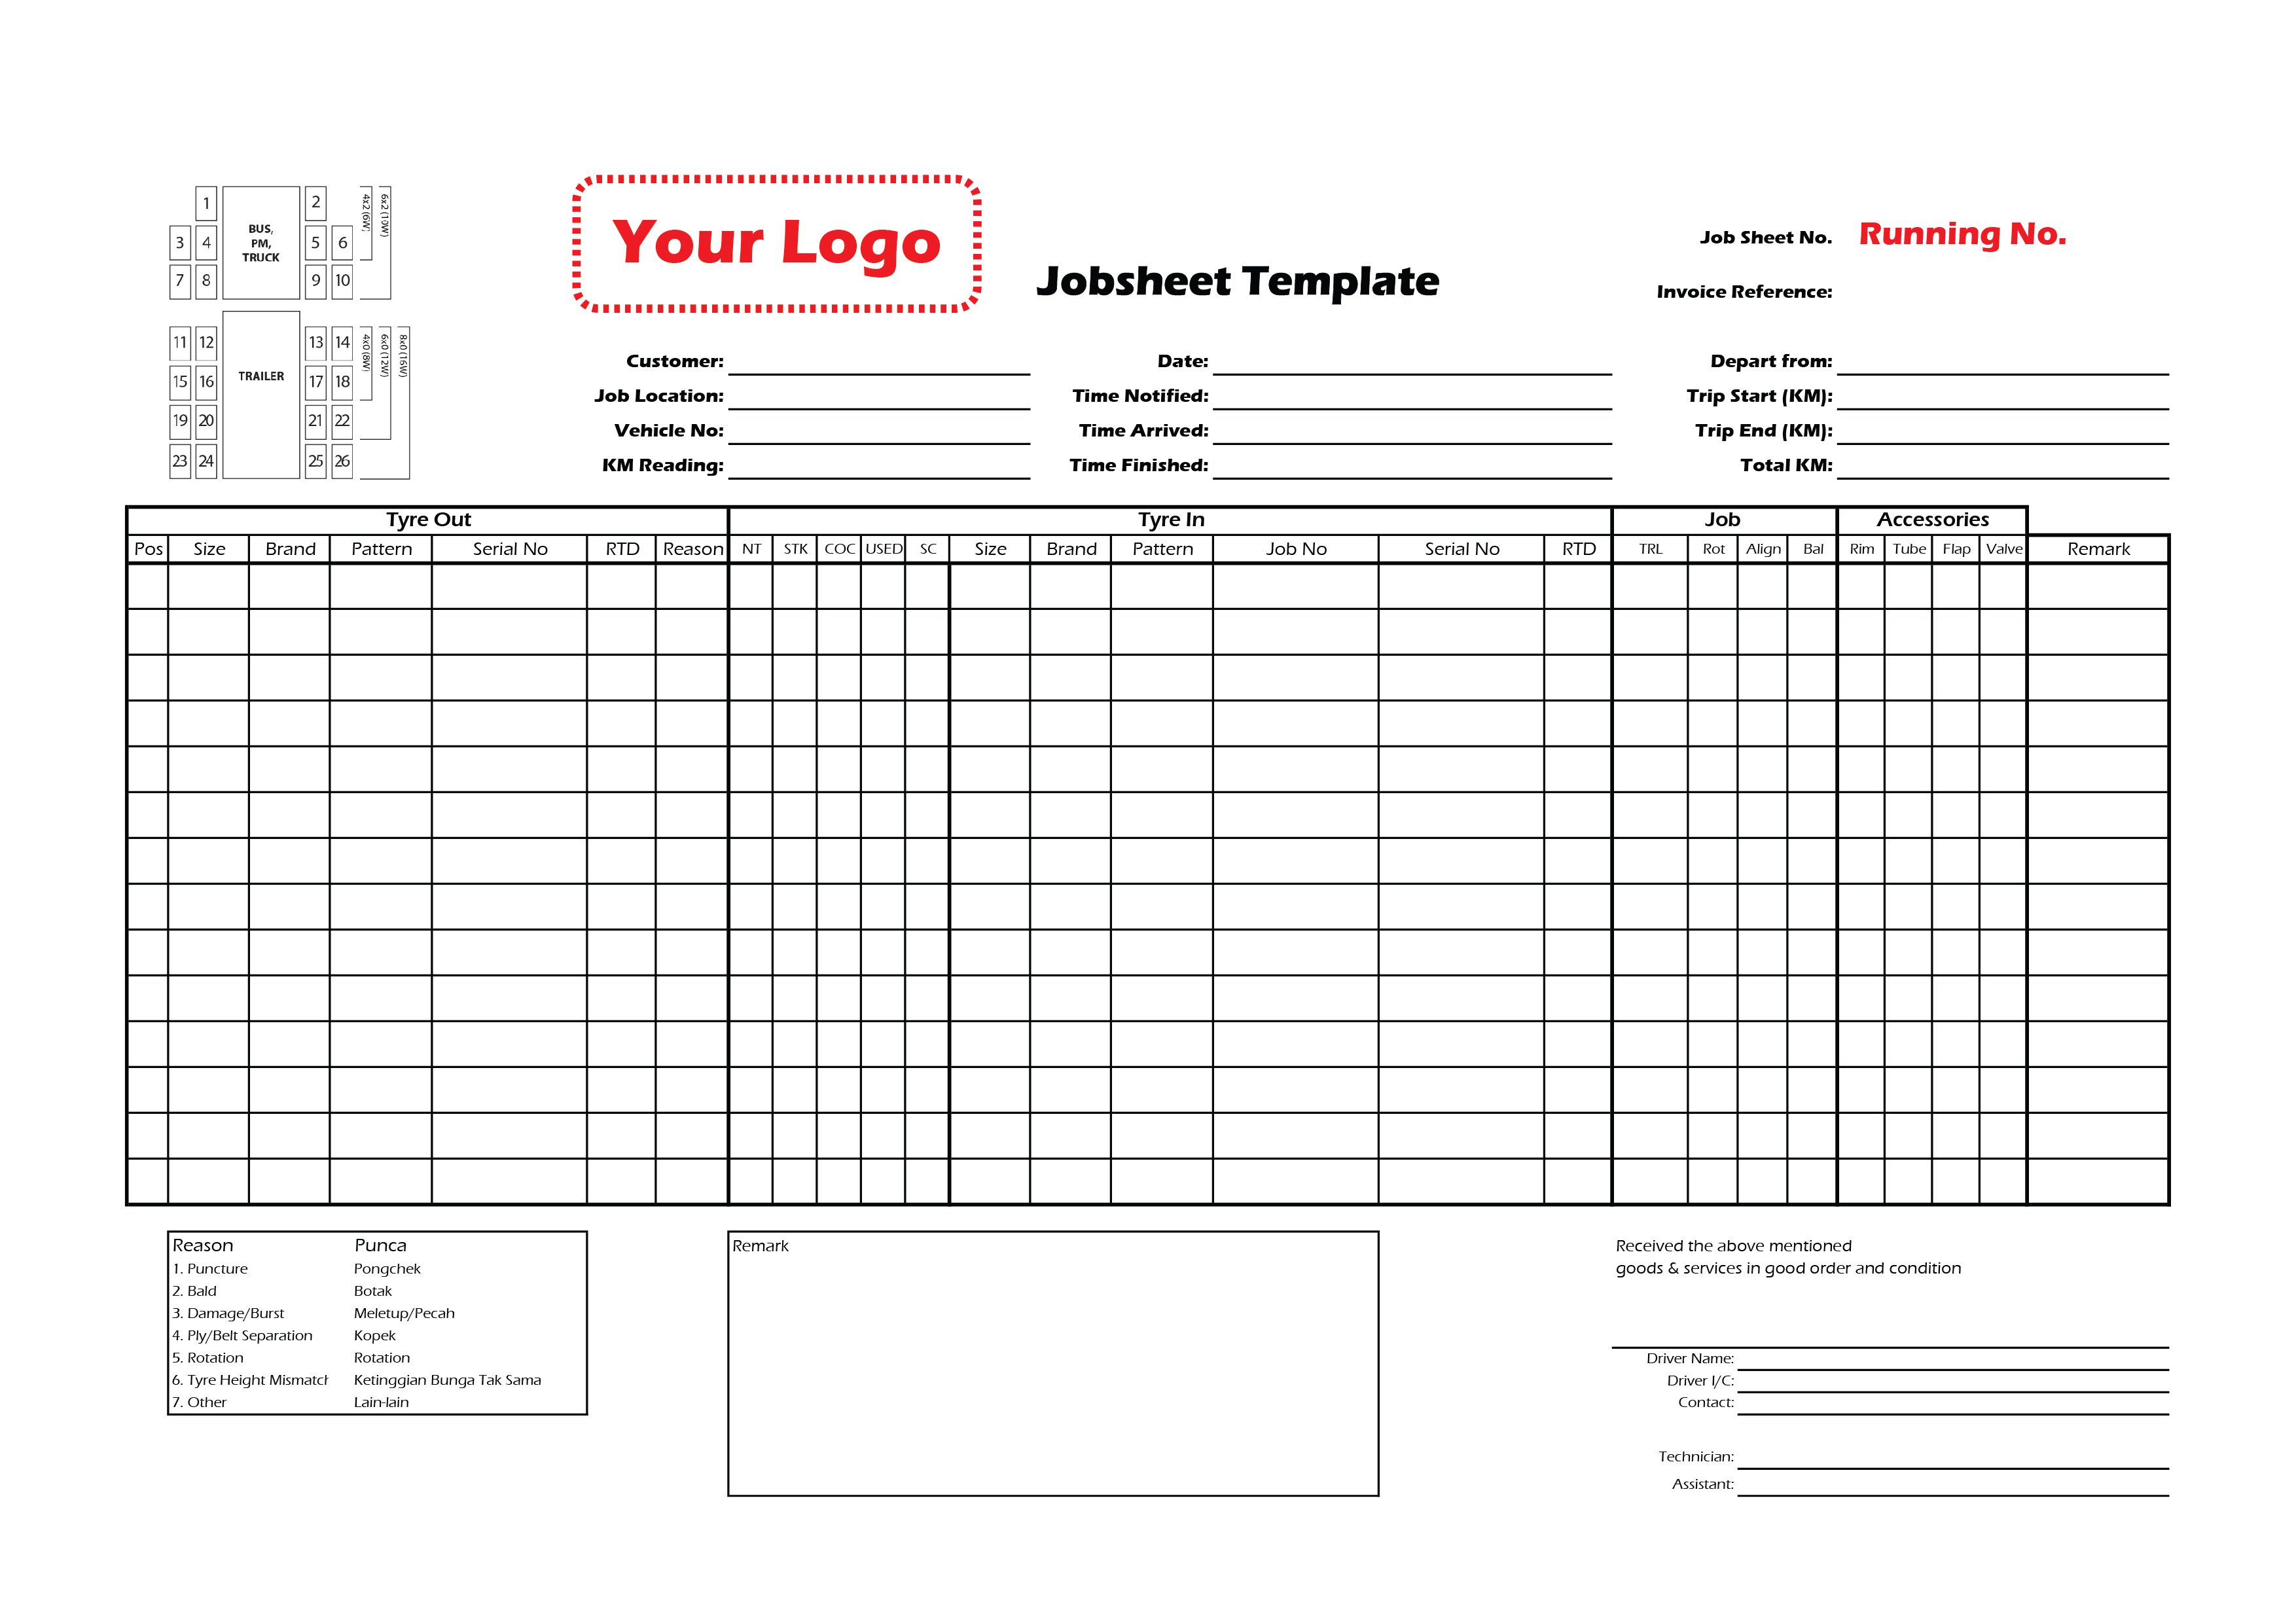 1 2 4x2 (6W) 6x2 (10W)
BUS,
PM,
TRUCK
3 4 5 6
7 8 9 10
11 12 13 14 4x0 (8W) 6x0 (12W) 8x0 (16W)
TRAILER
15 16 17 18
19 20 21 22
23 24 25 26
Your Logo
Jobsheet Template
Job Sheet No. Running No.
Invoice Reference:
Customer: Date: Depart from:
Job Location: Time Notified: Trip Start (KM):
Vehicle No: Time Arrived: Trip End (KM):
KM Reading: Time Finished: Total KM:
Tyre Out Tyre In Job Accessories
Pos Size Brand Pattern Serial No RTD Reason NT STK COC USED SC Size Brand Pattern Job No Serial No RTD TRL Rot Align Bal Rim Tube Flap Valve Remark
Reason Punca
1. Puncture Pongchek
2. Bald Botak
3. Damage/Burst Meletup/Pecah
4. Ply/Belt Separation Kopek
5. Rotation Rotation
6. Tyre Height Mismatch Ketinggian Bunga Tak Sama
7. Other Lain-lain
Remark
Received the above mentioned
goods & services in good order and condition
Driver Name:
Driver I/C:
Contact:
Technician:
Assistant: